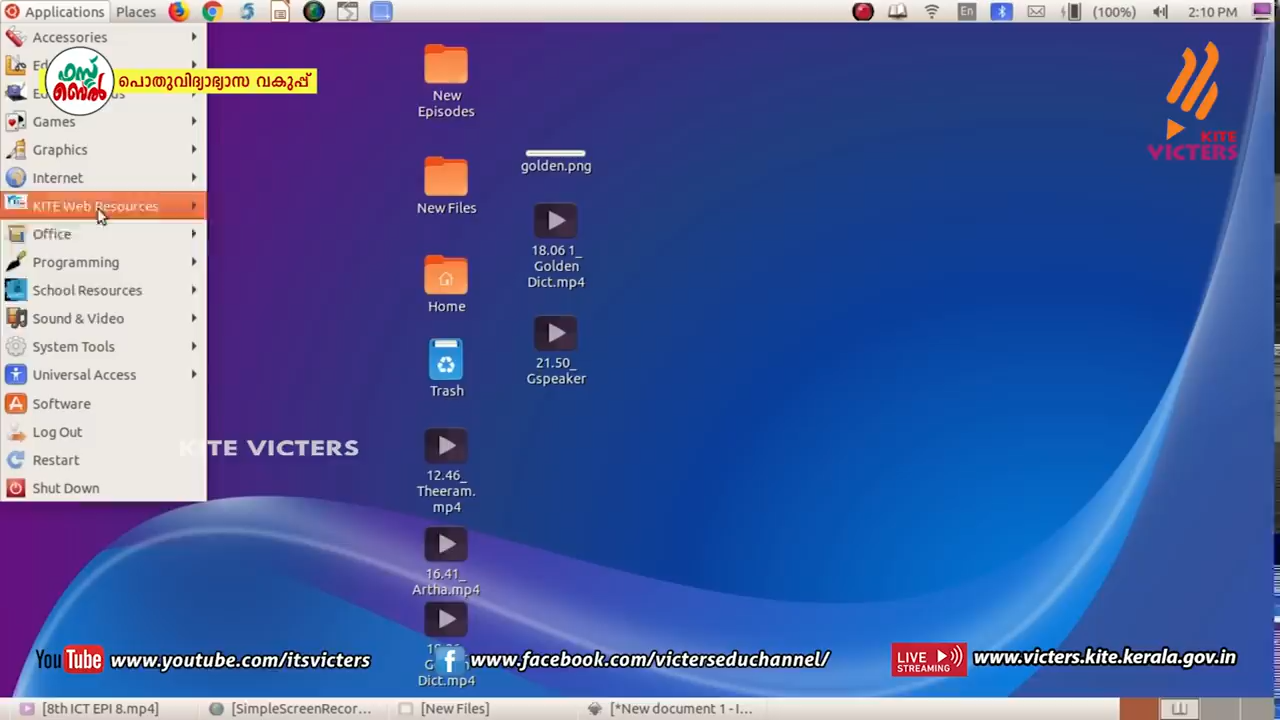 Applications Places
En
(100%)
2:10 PM
Accessories
ഫസ്റ്റ്
ബെൽ
പൊതുവിദ്യാഭ്യാസ വകുപ്പ്
Games
Graphics
Internet
KITE Web Resources
Office
Programming
School Resources
Sound & Video
System Tools
Universal Access
Software
Log Out
Restart
Shut Down
New
Episodes
New Files
Home
Trash
12.46_
Theeram.
mp4
16.41_
Artha.mp4
Dict.mp4
golden.png
18.06 1_
Golden
Dict.mp4
21.50_
Gspeaker
KITE
VICTERS
KITE VICTERS
YouTube www.youtube.com/itsvicters
f www.facebook.com/victerseduchannel/
LIVE
STREAMING
www.victers.kite.kerala.gov.in
[8th ICT EPI 8.mp4]
[SimpleScreenRecor...
[New Files]
[*New document 1 - I...